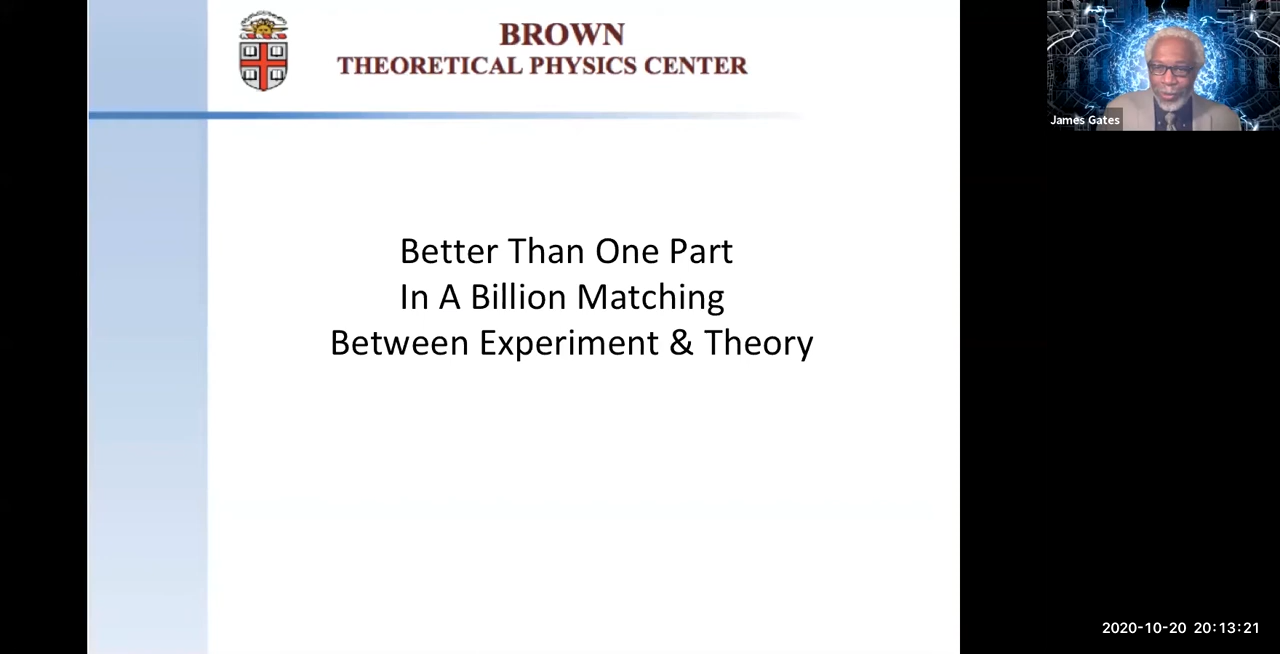 BROWN
THEORETICAL PHYSICS CENTER
James Gates
Better Than One Part
In A Billion Matching
Between Experiment & Theory
2020-10-20 20:13:21